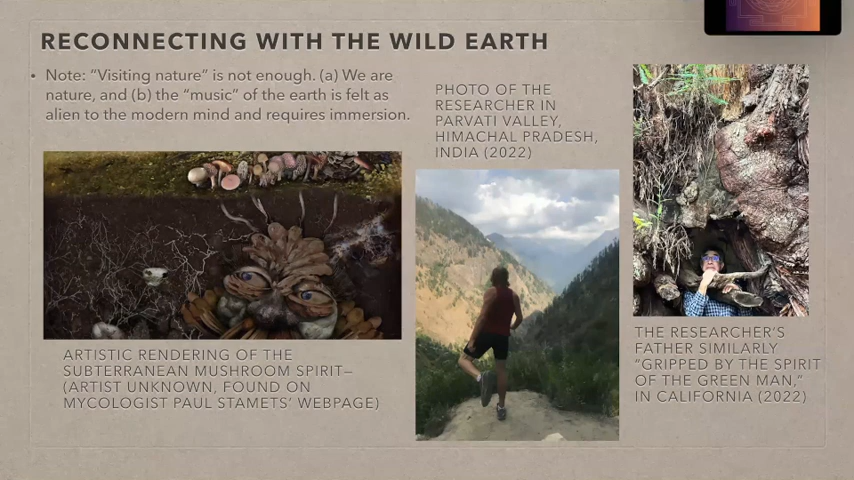 RECONNECTING WITH THE WILD EARTH
• Note: "Visiting nature" is not enough. (a) We are
nature, and (b) the "music" of the earth is felt as
alien to the modern mind and requires immersion.
PHOTO OF THE
RESEARCHER IN
PARVATI VALLEY,
HIMACHAL PRADESH,
INDIA (2022)
ARTISTIC RENDERING OF THE
SUBTERRANEAN MUSHROOM SPIRIT—
(ARTIST UNKNOWN, FOUND ON
MYCOLOGIST PAUL STAMETS' WEBPAGE)
THE RESEARCHER'S
FATHER SIMILARLY
"GRIPPED BY THE SPIRIT
OF THE GREEN MAN,"
IN CALIFORNIA (2022)